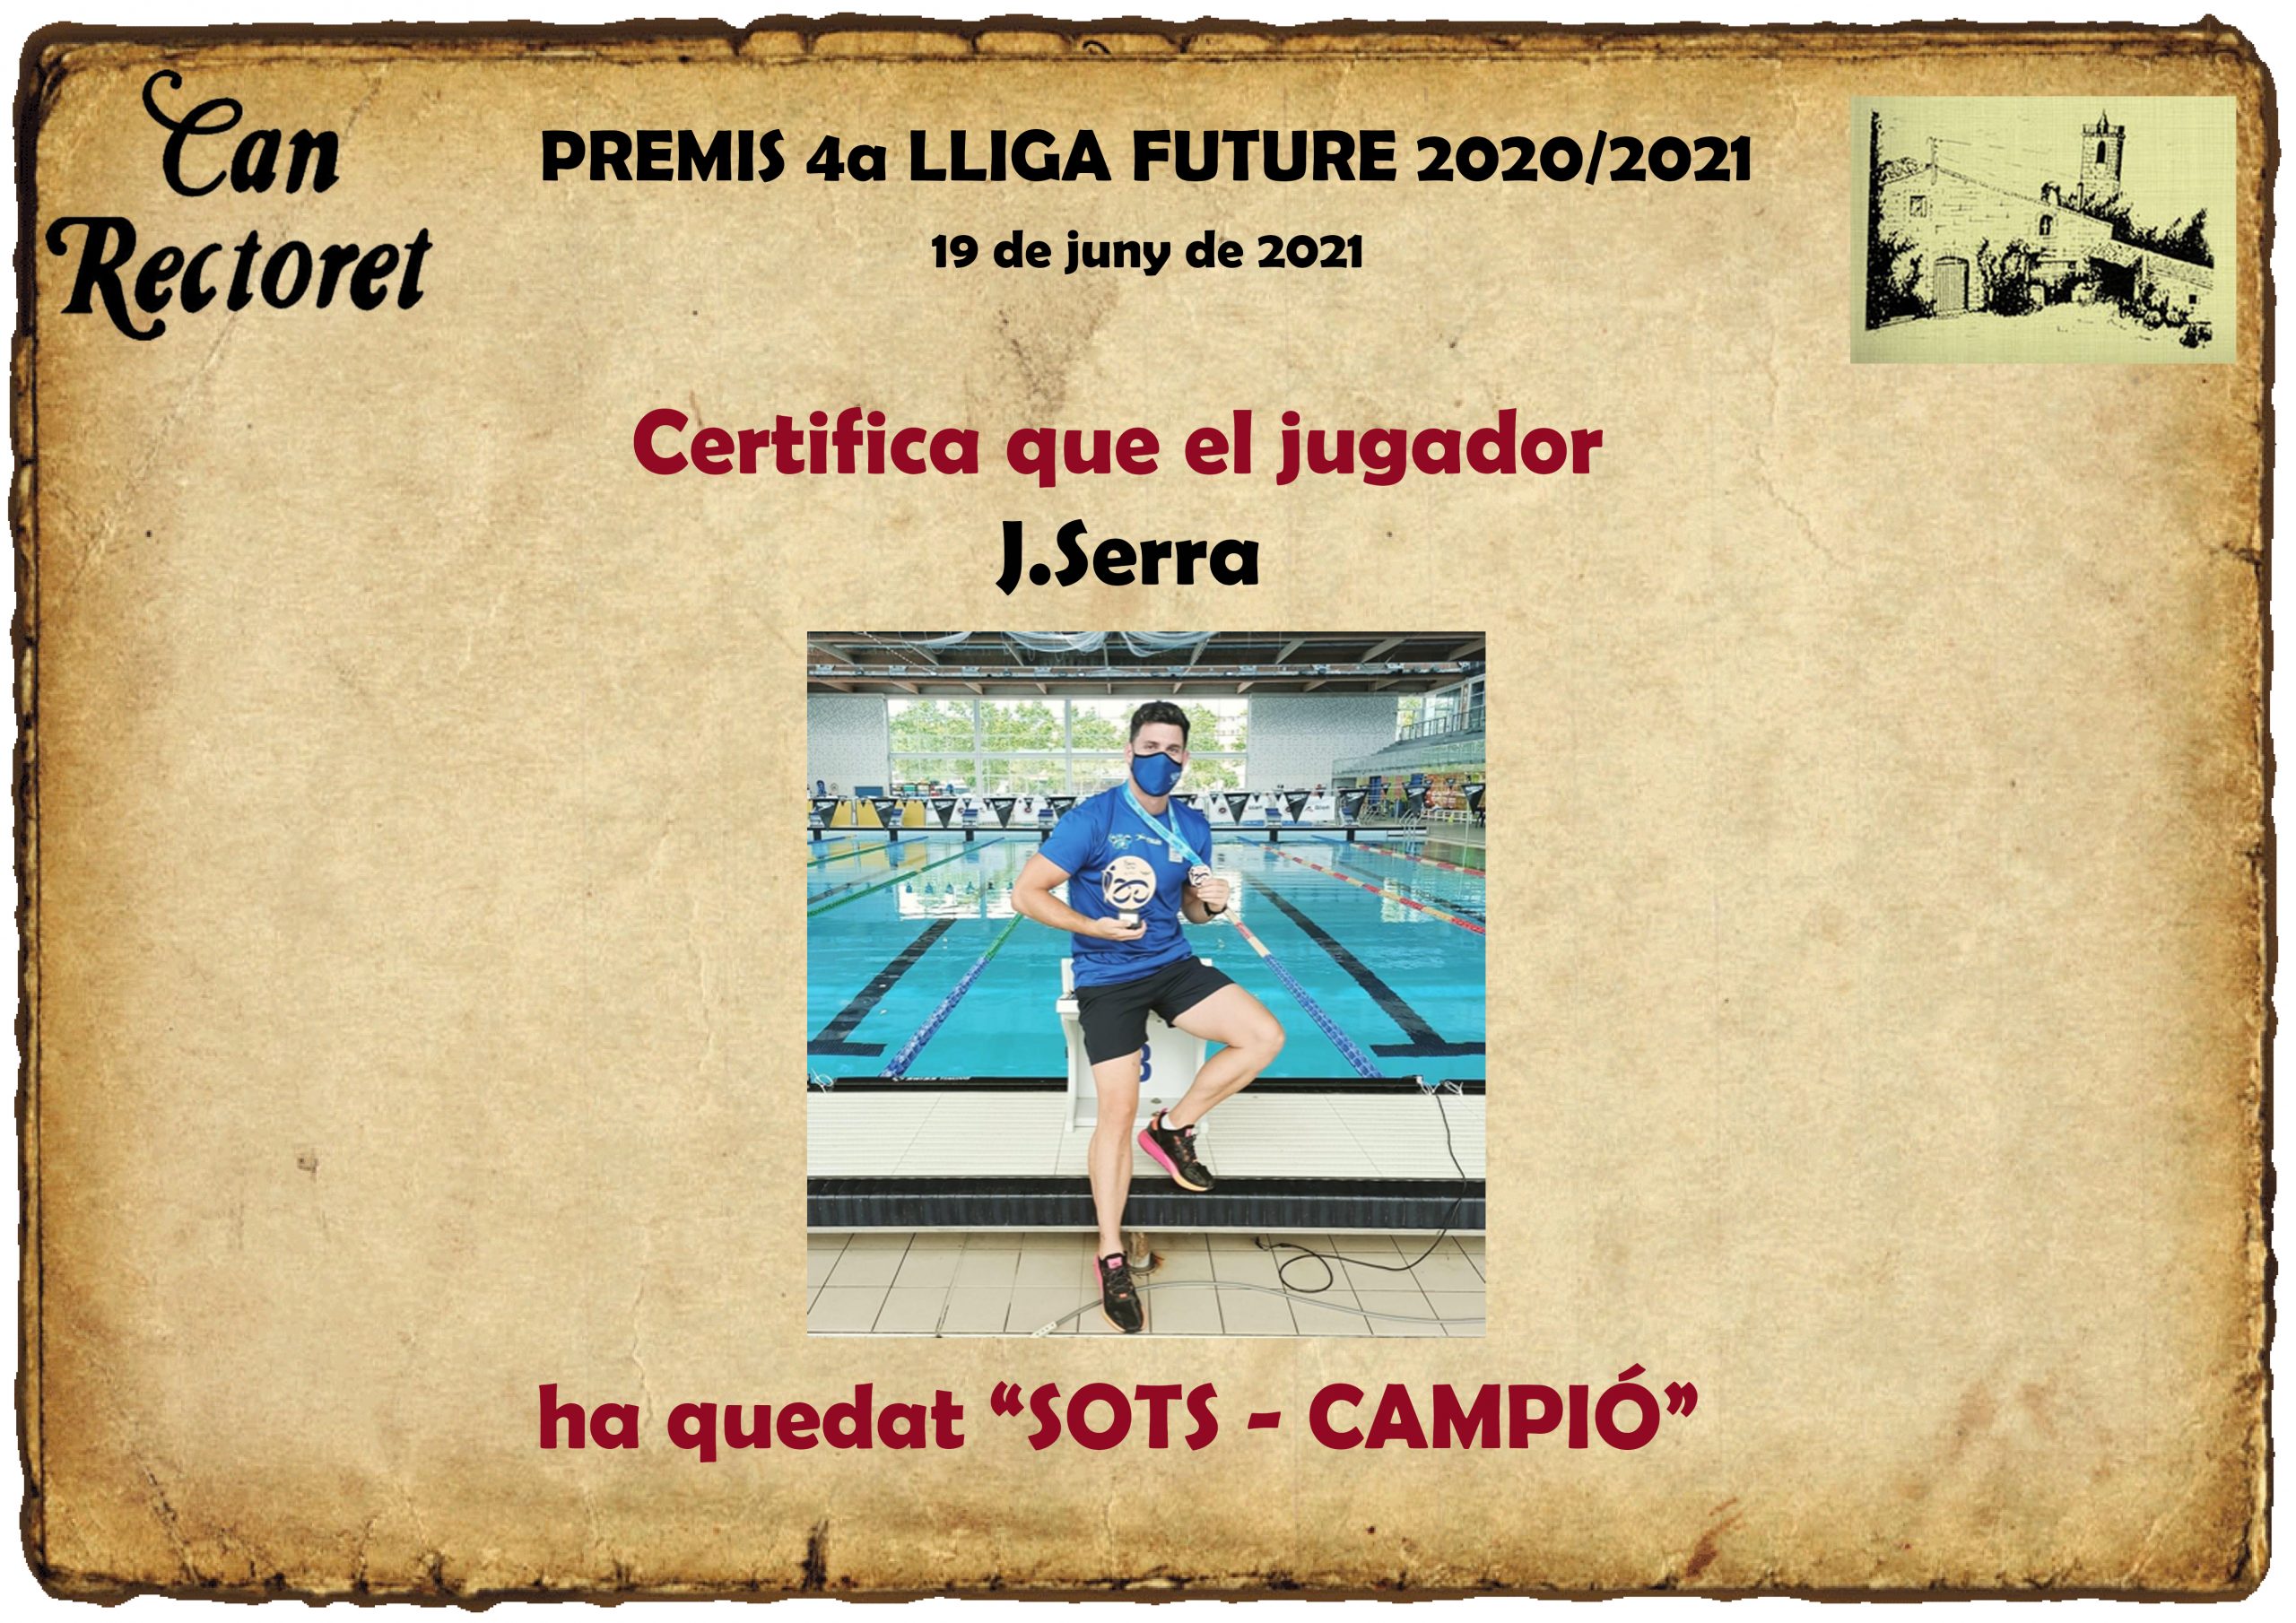 Can
Rectoret
PREMIS 4a LLIGA FUTURE 2020/2021
19 de juny de 2021
Certifica que el jugador
J.Serra
ha quedat “SOTS - CAMPIÓ”